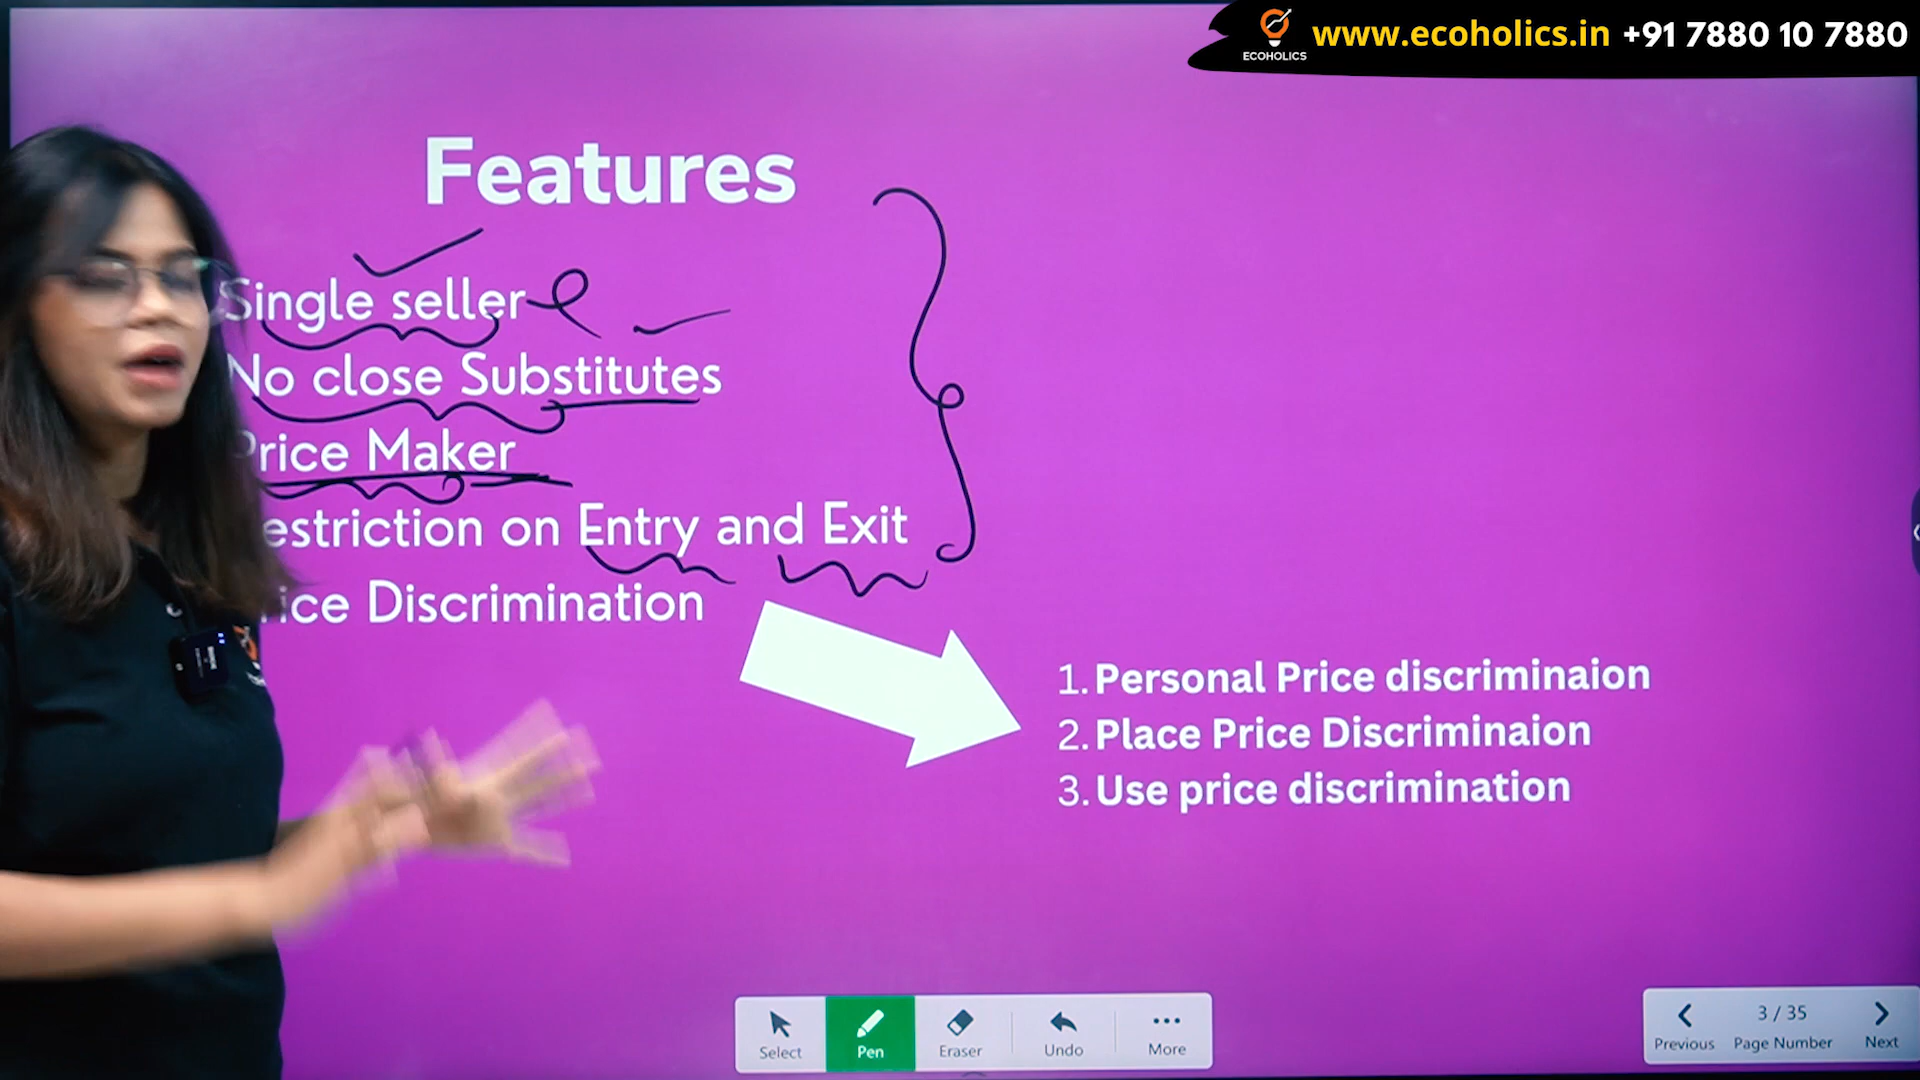 www.ecoholics.in +91 7880 10 7880
ECOHOLICS
Features
Single seller
No close Substitutes
Price Maker
estriction on Entry and Exit
ice Discrimination
1. Personal Price discriminaion
2. Place Price Discriminaion
3. Use price discrimination
Select
Pen
Eraser
Undo
More
3 / 35
Previous
Page Number
Next